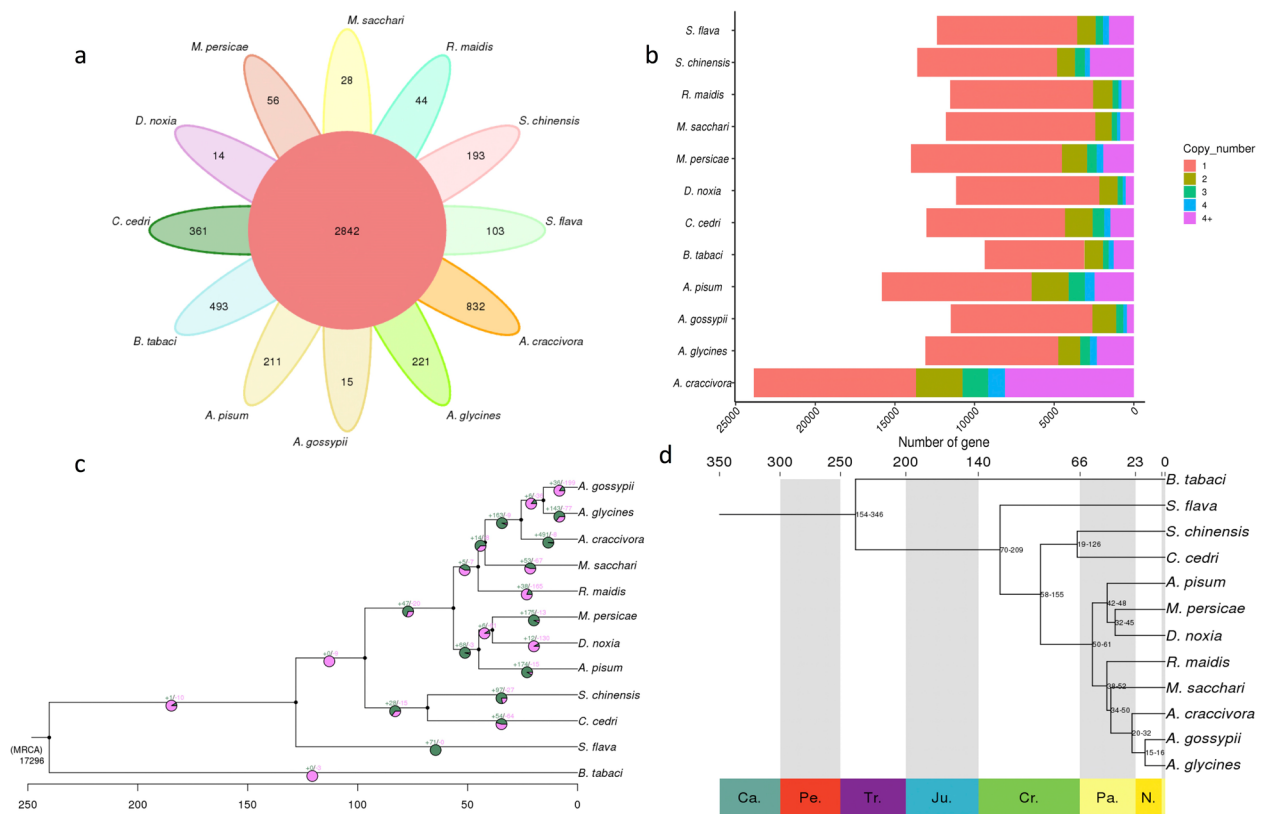 a
M. sacchari
M. persicae
R. maidis
28
56
44
D. noxia
S. chinensis
14
193
C. cedri
361
2842
103
S. flava
493
832
B. tabaci
A. craccivora
211
15
221
A. pisum
A. glycines
A. gossypii
b
S. flava
S. chinensis
R. maidis
M. sacchari
M. persicae
D. noxia
C. cedri
B. tabaci
A. pisum
A. gossypii
A. glycines
A. craccivora
25000 20000 15000 10000 5000 0
Number of gene
Copy_number
1
2
3
4
4+
c
A. gossypii
A. glycines
A. craccivora
M. sacchari
R. maidis
M. persicae
D. noxia
A. pisum
S. chinensis
C. cedri
S. flava
B. tabaci
(MRCA)
17296
250 200 150 100 50 0
d
350 300 250 200 140 66 23 0
B. tabaci
154-346
S. flava
70-209
S. chinensis
19-126
C. cedri
58-155
A. pisum
42-48
M. persicae
32-45
D. noxia
50-61
R. maidis
38-52
M. sacchari
34-50
A. craccivora
20-32
A. gossypii
15-16
A. glycines
Ca. Pe. Tr. Ju. Cr. Pa. N.